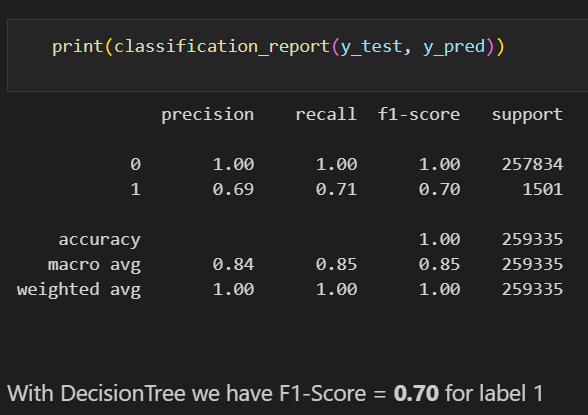 print(classification_report(y_test, y_pred))
precision recall f1-score support
0 1.00 1.00 1.00 257834
1 0.69 0.71 0.70 1501
accuracy 1.00 259335
macro avg 0.84 0.85 0.85 259335
weighted avg 1.00 1.00 1.00 259335
With DecisionTree we have F1-Score = 0.70 for label 1